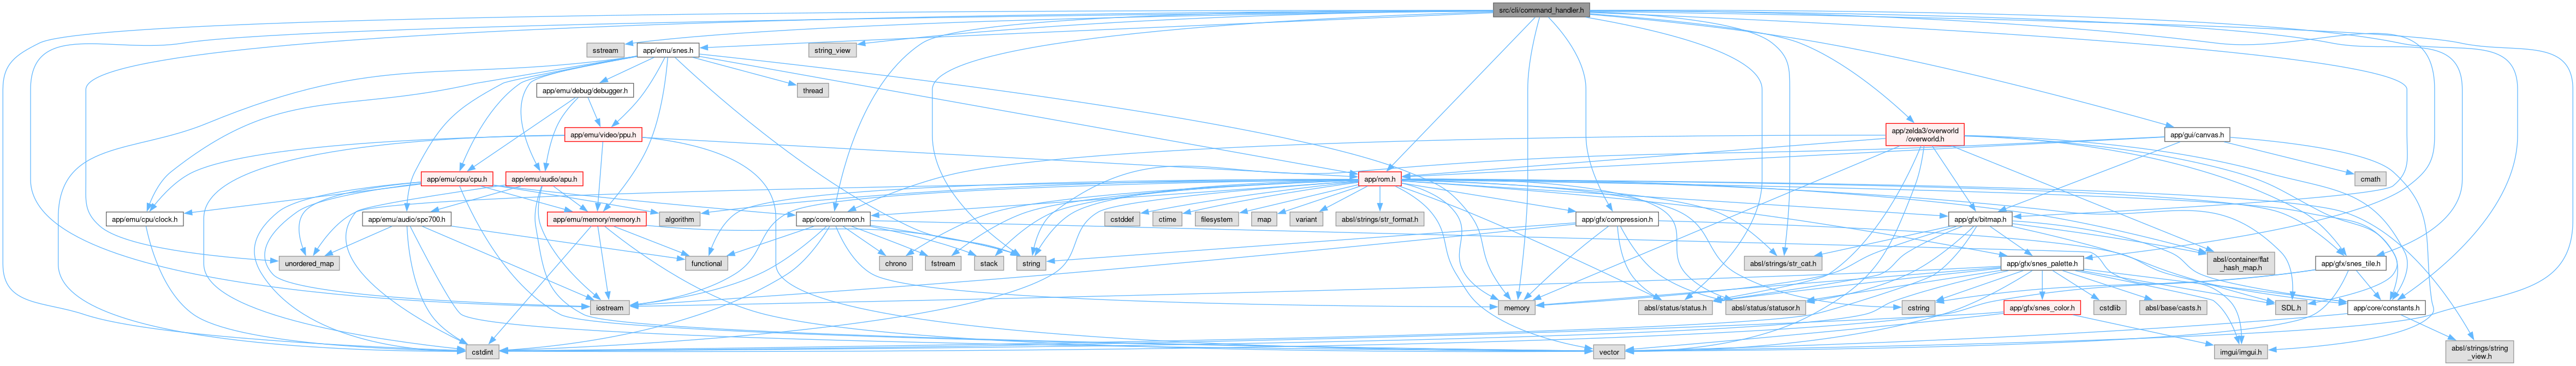 src/cli/command_handler.h
sstream
app/emu/snes.h
string_view
app/emu/debug/debugger.h
thread
app/emu/video/ppu.h
app/zelda3/overworld
/overworld.h
app/gui/canvas.h
app/emu/cpu/cpu.h
app/emu/audio/apu.h
app/rom.h
cmath
app/emu/cpu/clock.h
app/emu/audio/spc700.h
app/emu/memory/memory.h
algorithm
app/core/common.h
cstddef
ctime
filesystem
map
variant
absl/strings/str_format.h
app/gfx/compression.h
app/gfx/bitmap.h
unordered_map
functional
chrono
fstream
stack
string
absl/strings/str_cat.h
app/gfx/snes_palette.h
absl/container/flat
_hash_map.h
app/gfx/snes_tile.h
iostream
memory
absl/status/status.h
absl/status/statusor.h
cstring
app/gfx/snes_color.h
cstdlib
absl/base/casts.h
SDL.h
app/core/constants.h
cstdint
vector
imgui/imgui.h
absl/strings/string
_view.h